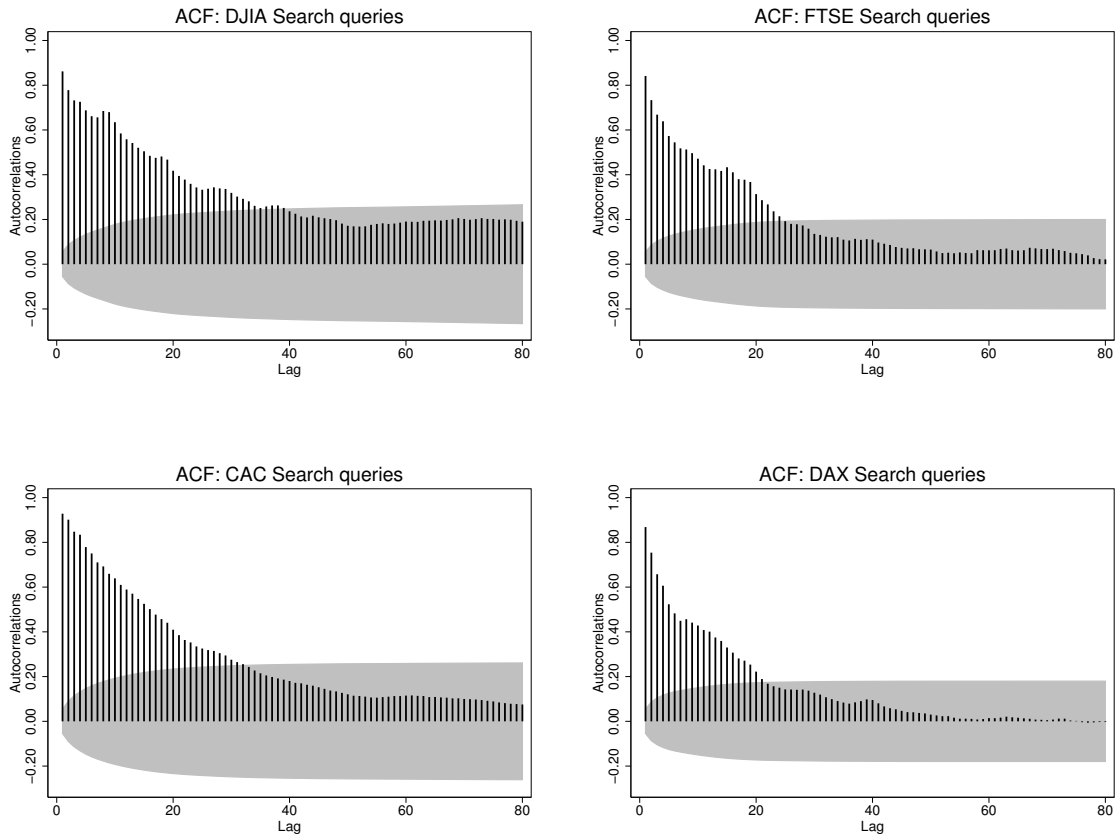 ACF: DJIA Search queries
Autocorrelations
1.00
0.80
0.60
0.40
0.20
0.00
−0.20
0 20 40 60 80
Lag
ACF: FTSE Search queries
Autocorrelations
1.00
0.80
0.60
0.40
0.20
0.00
−0.20
0 20 40 60 80
Lag
ACF: CAC Search queries
Autocorrelations
1.00
0.80
0.60
0.40
0.20
0.00
−0.20
0 20 40 60 80
Lag
ACF: DAX Search queries
Autocorrelations
1.00
0.80
0.60
0.40
0.20
0.00
−0.20
0 20 40 60 80
Lag